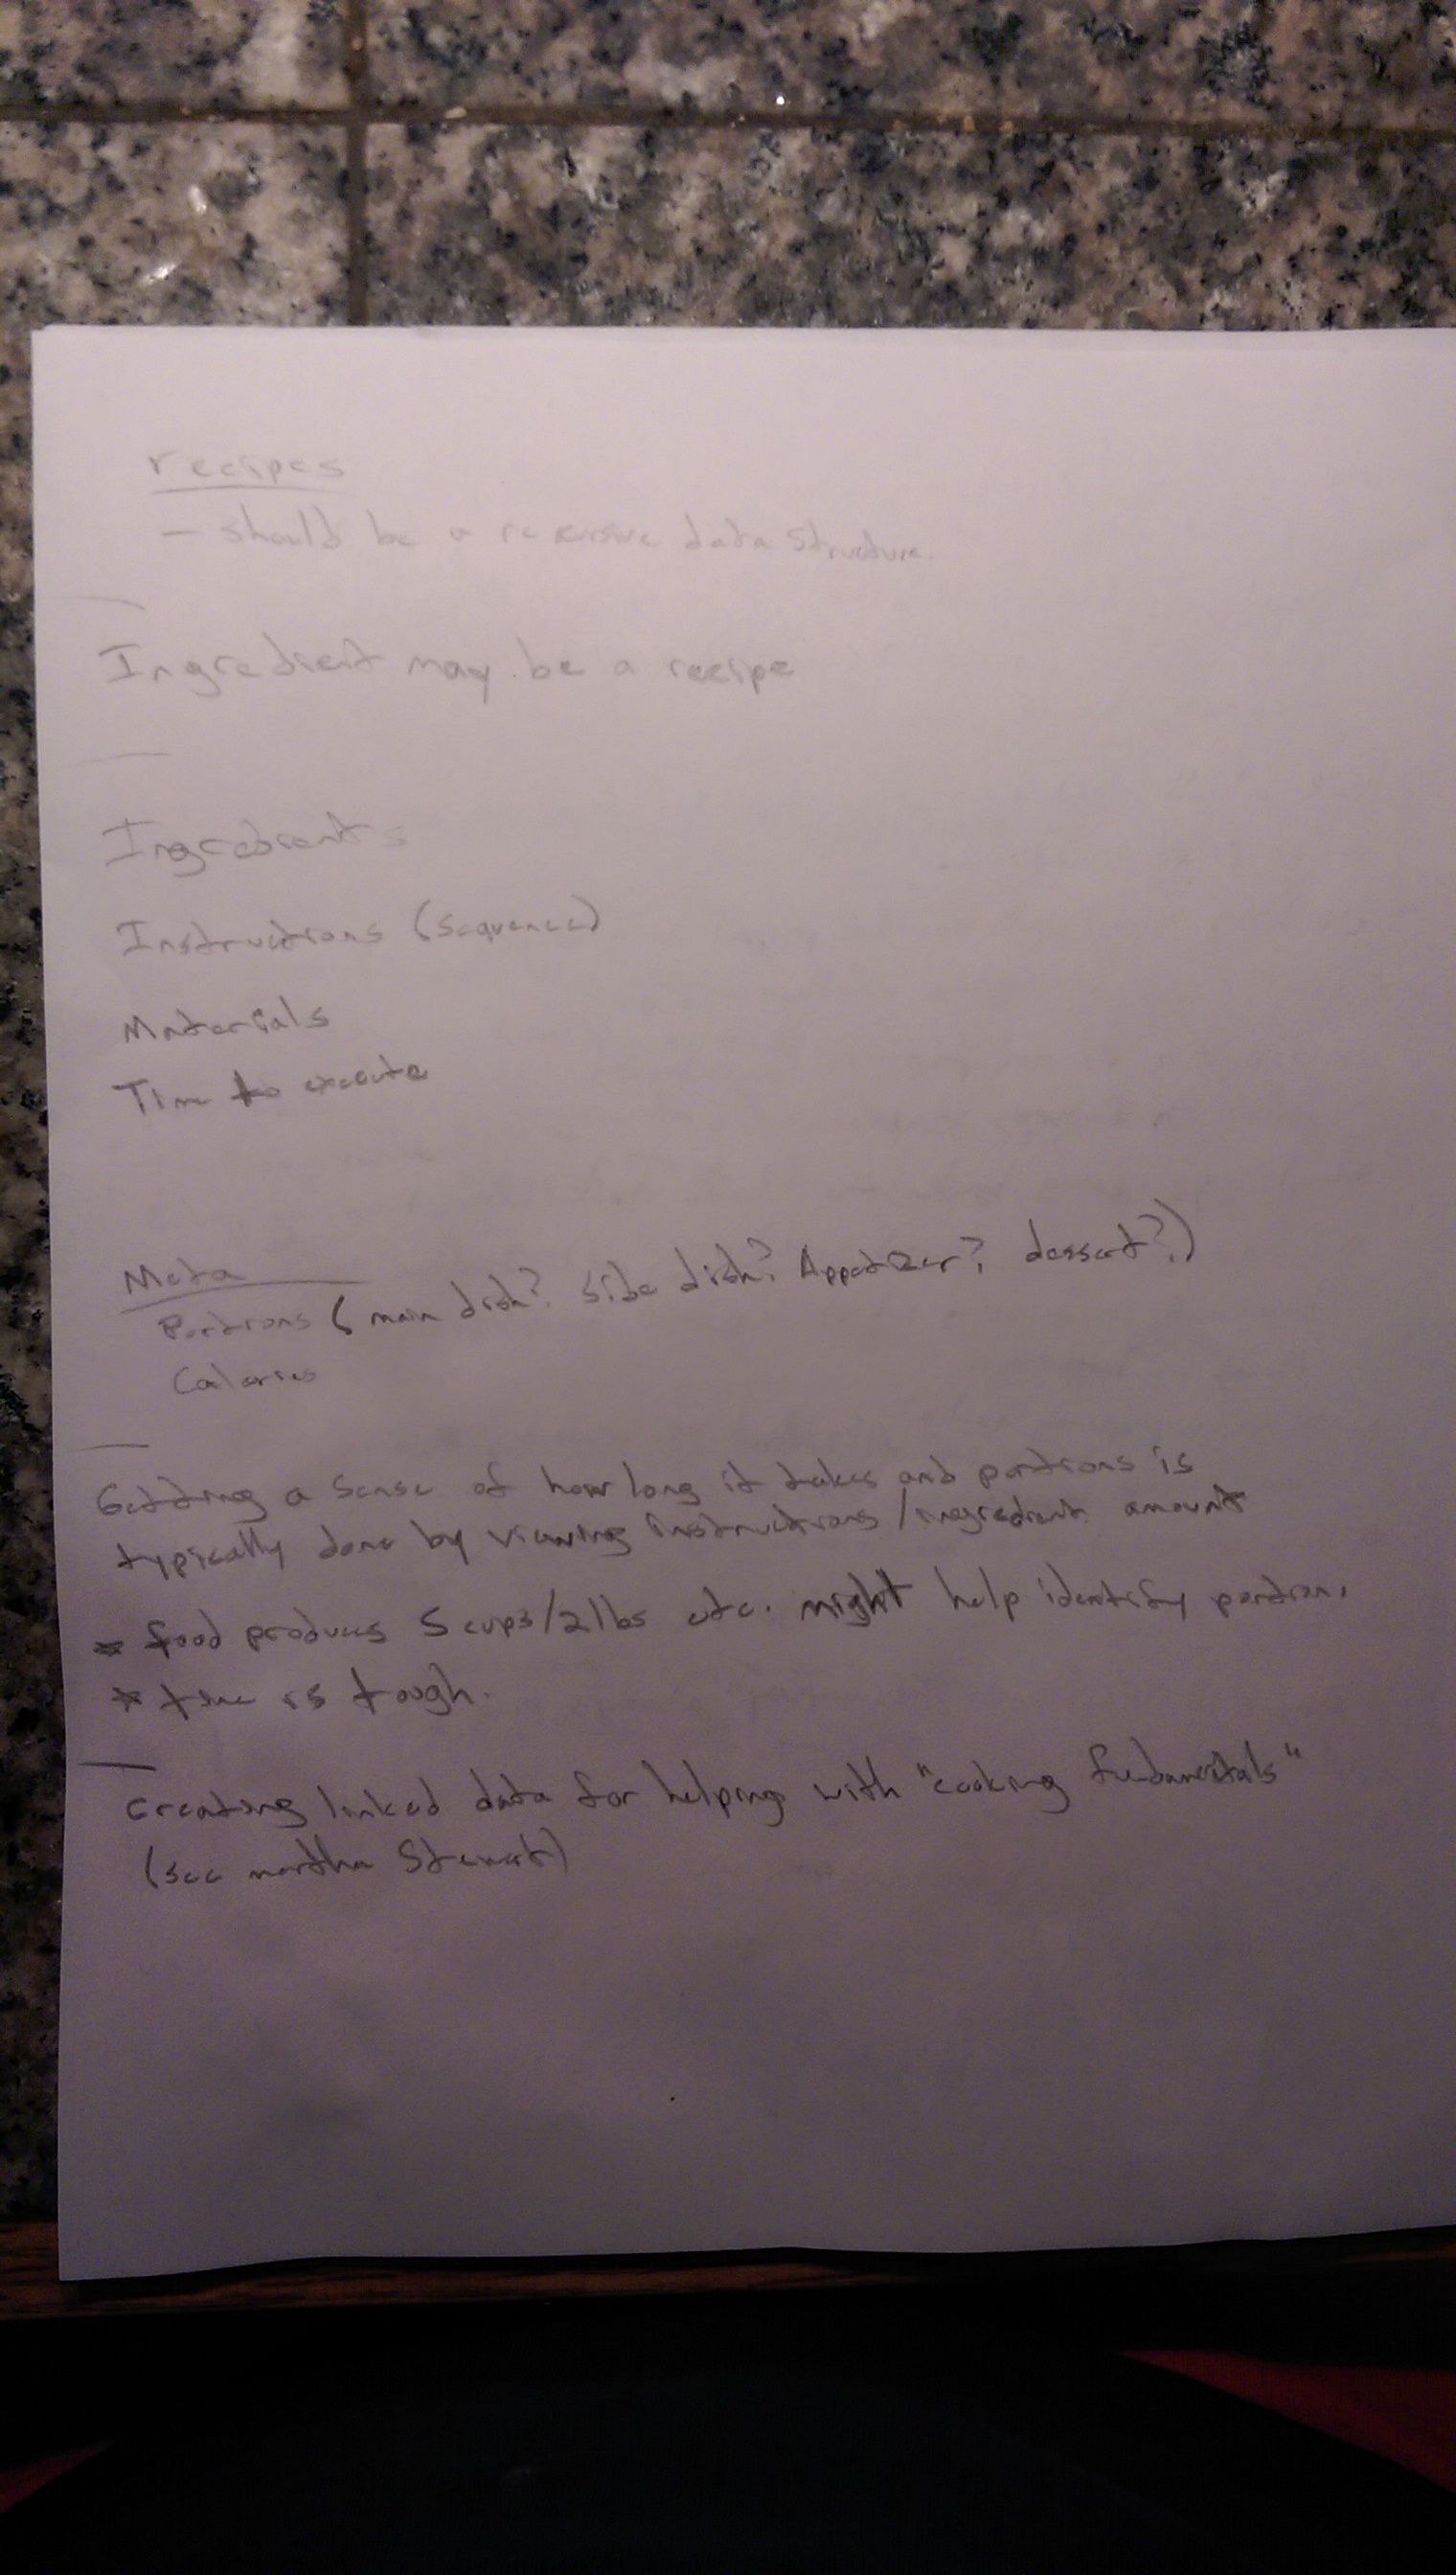 recipes
- should be a recursive data structure.
Ingredient may be a recipe
Ingredients
Instructions (sequence)
Materials
Time to execute
Meta
Portions (main dish? side dish? Appetizer? dessert?)
Calories
Getting a sense of how long it takes and portions is
typically done by viewing instructions/ingredient amount
* food produces 5 cups/2lbs etc. might help identify portion.
* time is tough.
creating linked data for helping with "cooking fundamentals"
(see martha Stewart)